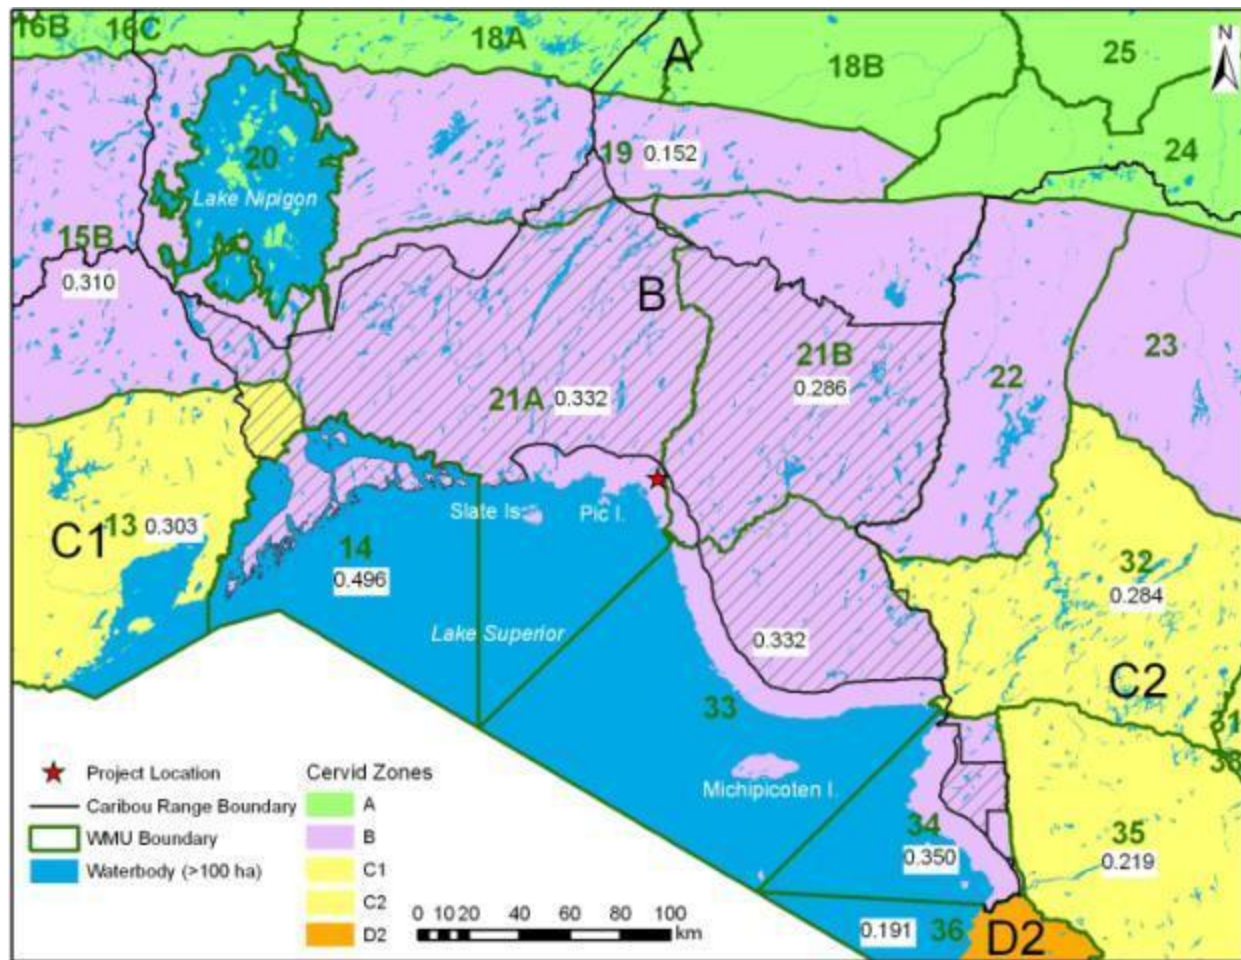 16B
16C
18A
A
18B
25
N
24
19
0.152
20
Lake Nipigon
15B
0.310
B
21B
0.286
22
23
21A
0.332
Slate Is.
Pic I.
C1
13
0.303
14
0.496
32
0.284
Lake Superior
0.332
C2
33
31
38
Michipicoten I.
34
0.350
35
0.219
0.191
36
D2
Project Location
Caribou Range Boundary
WMU Boundary
Waterbody (>100 ha)
Cervid Zones
A
B
C1
C2
D2
0 10 20 40 60 80 100
km